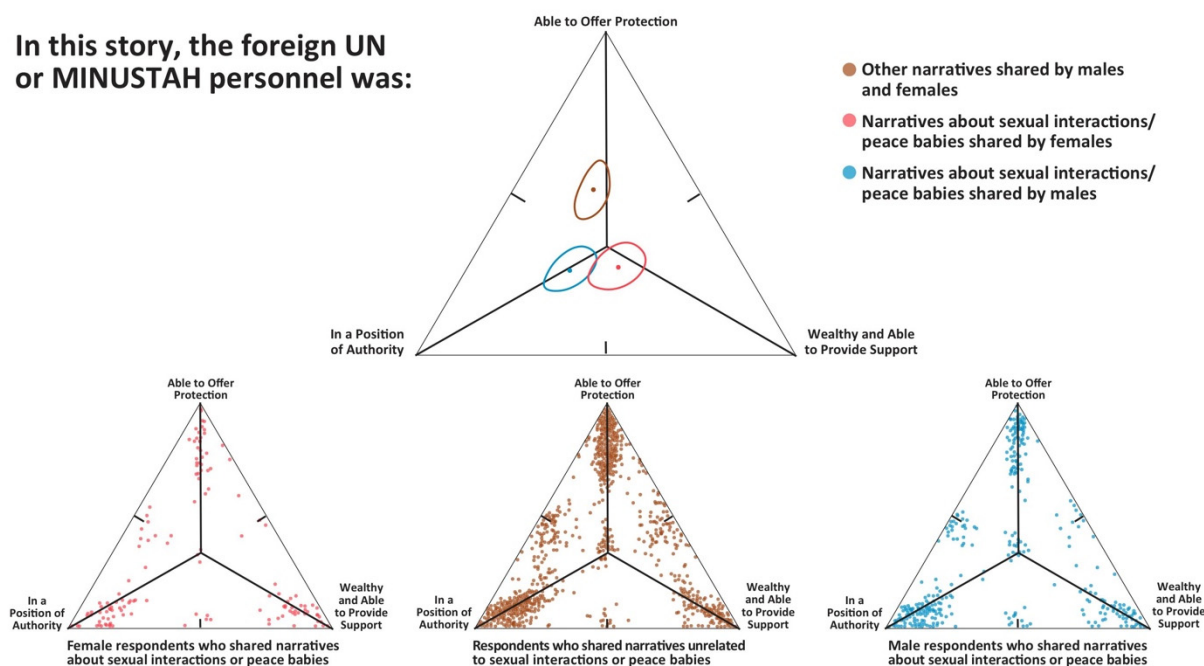 In this story, the foreign UN
or MINUSTAH personnel was:
Able to Offer Protection
Other narratives shared by males
and females
Narratives about sexual interactions/
peace babies shared by females
Narratives about sexual interactions/
peace babies shared by males
In a Position
of Authority
Wealthy and Able
to Provide Support
Able to Offer
Protection
In a
Position of
Authority
Wealthy
and Able
to Provide
Support
Female respondents who shared narratives
about sexual interactions or peace babies
Able to Offer
Protection
In a
Position of
Authority
Wealthy
and Able
to Provide
Support
Respondents who shared narratives unrelated
to sexual interactions or peace babies
Able to Offer
Protection
In a
Position of
Authority
Wealthy
and Able
to Provide
Support
Male respondents who shared narratives
about sexual interactions or peace babies